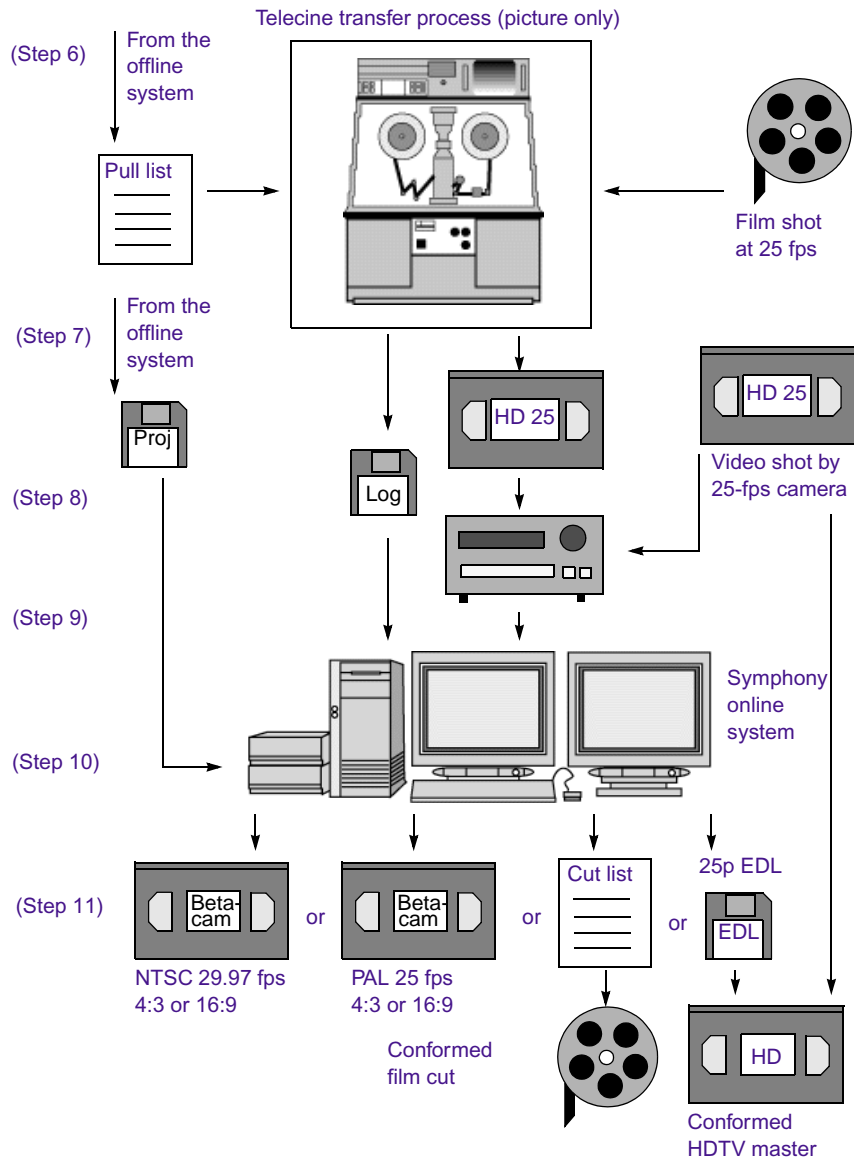 Telecine transfer process (picture only)
(Step 6)
From the
offline
system
Pull list
Film shot
at 25 fps
(Step 7)
From the
offline
system
Proj
HD 25
HD 25
Video shot by
25-fps camera
(Step 8)
Log
(Step 9)
Symphony
online
system
(Step 10)
(Step 11)
Beta-
cam
or
Beta-
cam
or
Cut list
or
25p EDL
EDL
NTSC 29.97 fps
4:3 or 16:9
PAL 25 fps
4:3 or 16:9
Conformed
film cut
HD
Conformed
HDTV master